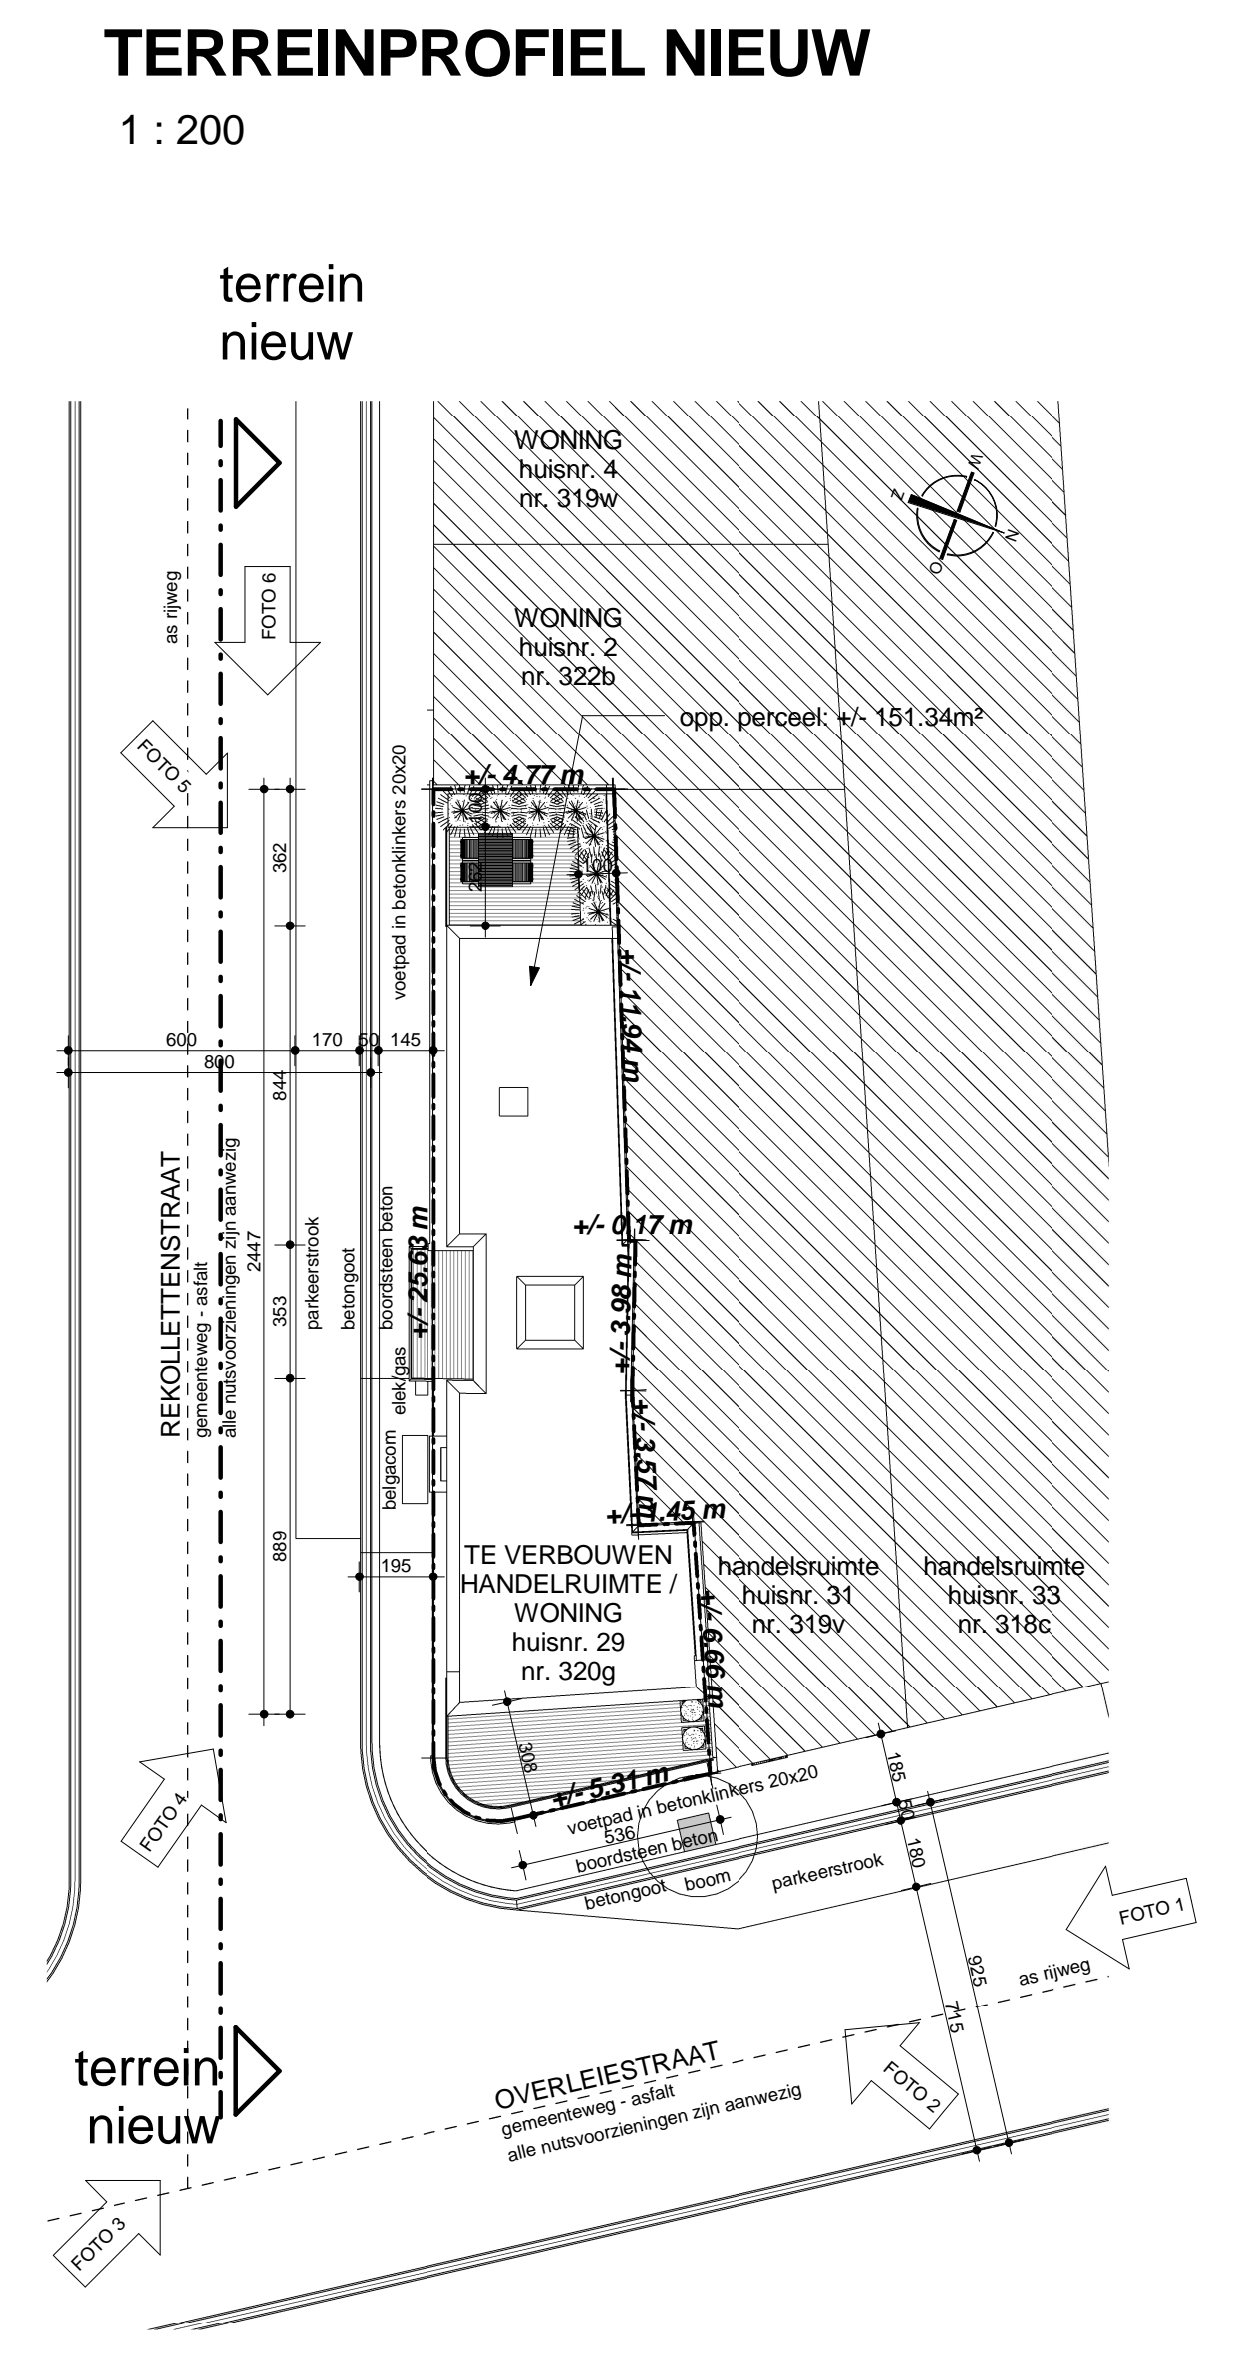 TERREINPROFIEL NIEUW
1 : 200
terrein
nieuw
WONING
huisnr. 4
nr. 319w
W
Z
N
O
as rijweg
FOTO 6
WONING
huisnr. 2
nr. 322b
opp. perceel: +/- 151.34m²
FOTO 5
voetpad in betonklinkers 20x20
+/- 4.77 m
100
362
262
100
+/- 11.94 m
600
170
50
145
800
844
REKOLLETTENSTRAAT
gemeenteweg - asfalt
alle nutsvoorzieningen zijn aanwezig
2447
353
parkeerstrook
betongoot
boordsteen beton
+/- 25.63 m
+/- 0.17 m
+/- 3.98 m
elek/gas
belgacom
+/- 3.57 m
+/- 1.45 m
889
195
TE VERBOUWEN
HANDELRUIMTE /
WONING
huisnr. 29
nr. 320g
handelsruimte
huisnr. 31
nr. 319v
handelsruimte
huisnr. 33
nr. 318c
+/- 6.66 m
308
+/- 5.31 m
voetpad in betonklinkers 20x20
536
boordsteen beton
betongoot
boom
parkeerstrook
185
50
180
FOTO 4
FOTO 1
925
715
as rijweg
terrein
nieuw
OVERLEIESTRAAT
gemeenteweg - asfalt
alle nutsvoorzieningen zijn aanwezig
FOTO 2
FOTO 3